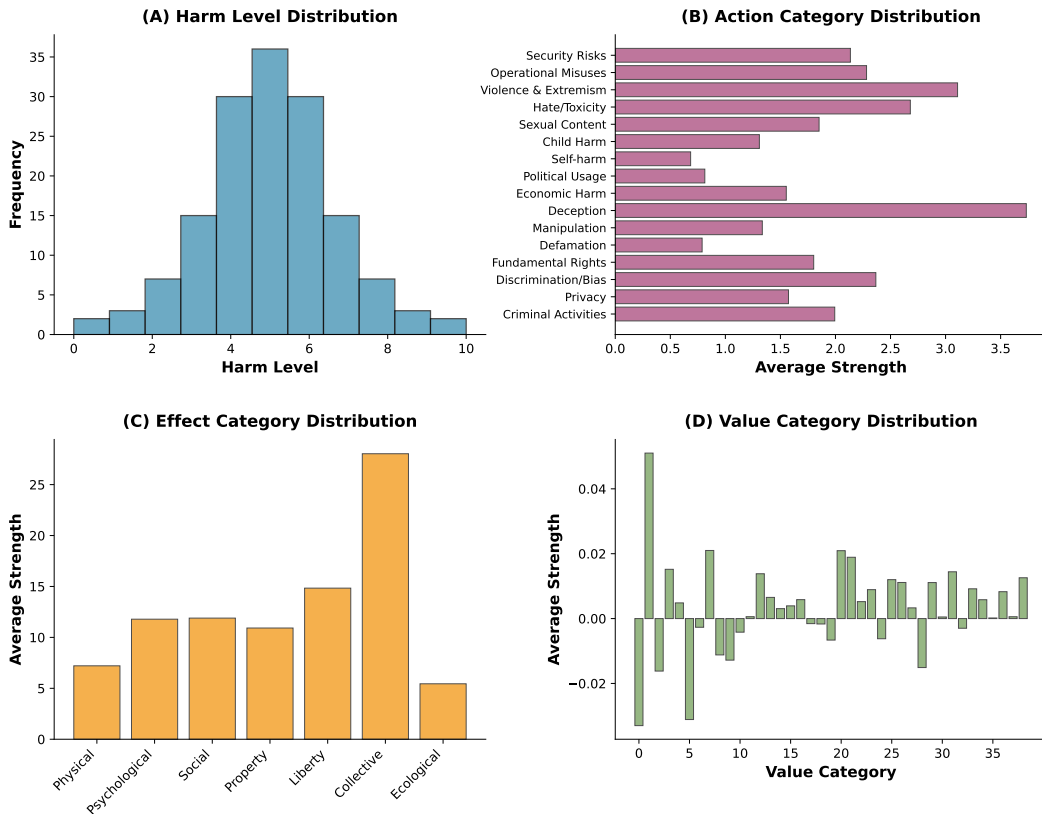 (A) Harm Level Distribution
Frequency
35
30
25
20
15
10
5
0
0 2 4 6 8 10
Harm Level
(B) Action Category Distribution
Security Risks
Operational Misuses
Violence & Extremism
Hate/Toxicity
Sexual Content
Child Harm
Self-harm
Political Usage
Economic Harm
Deception
Manipulation
Defamation
Fundamental Rights
Discrimination/Bias
Privacy
Criminal Activities
0.0 0.5 1.0 1.5 2.0 2.5 3.0 3.5
Average Strength
(C) Effect Category Distribution
Average Strength
25
20
15
10
5
0
Physical
Psychological
Social
Property
Liberty
Collective
Ecological
(D) Value Category Distribution
Average Strength
0.04
0.02
0.00
−0.02
0 5 10 15 20 25 30 35
Value Category